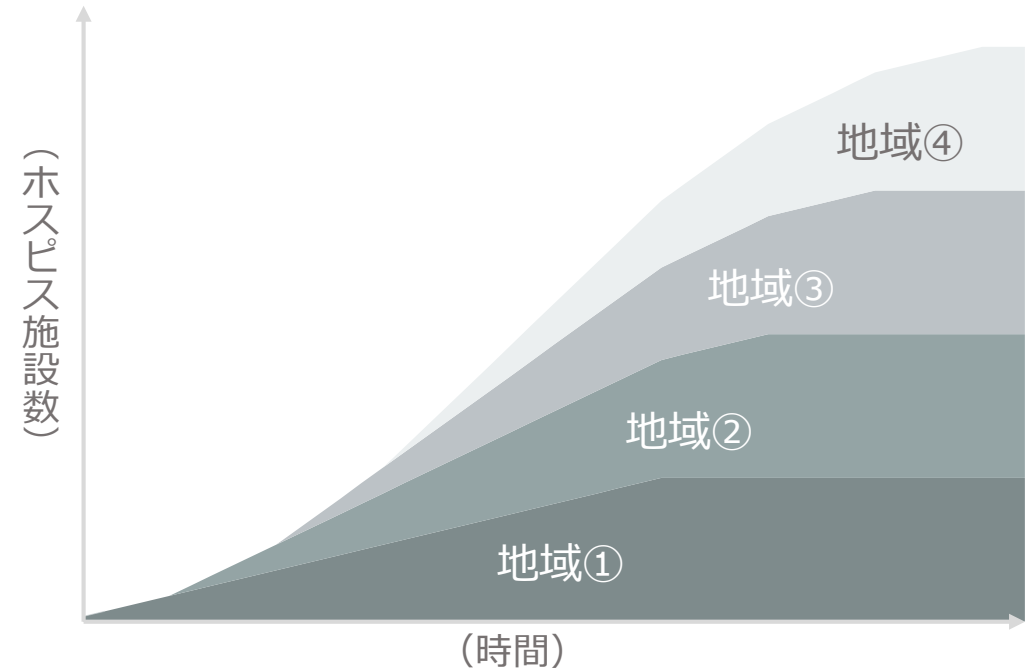 （ホスピス施設数）
地域④
地域③
地域②
地域①
（時間）